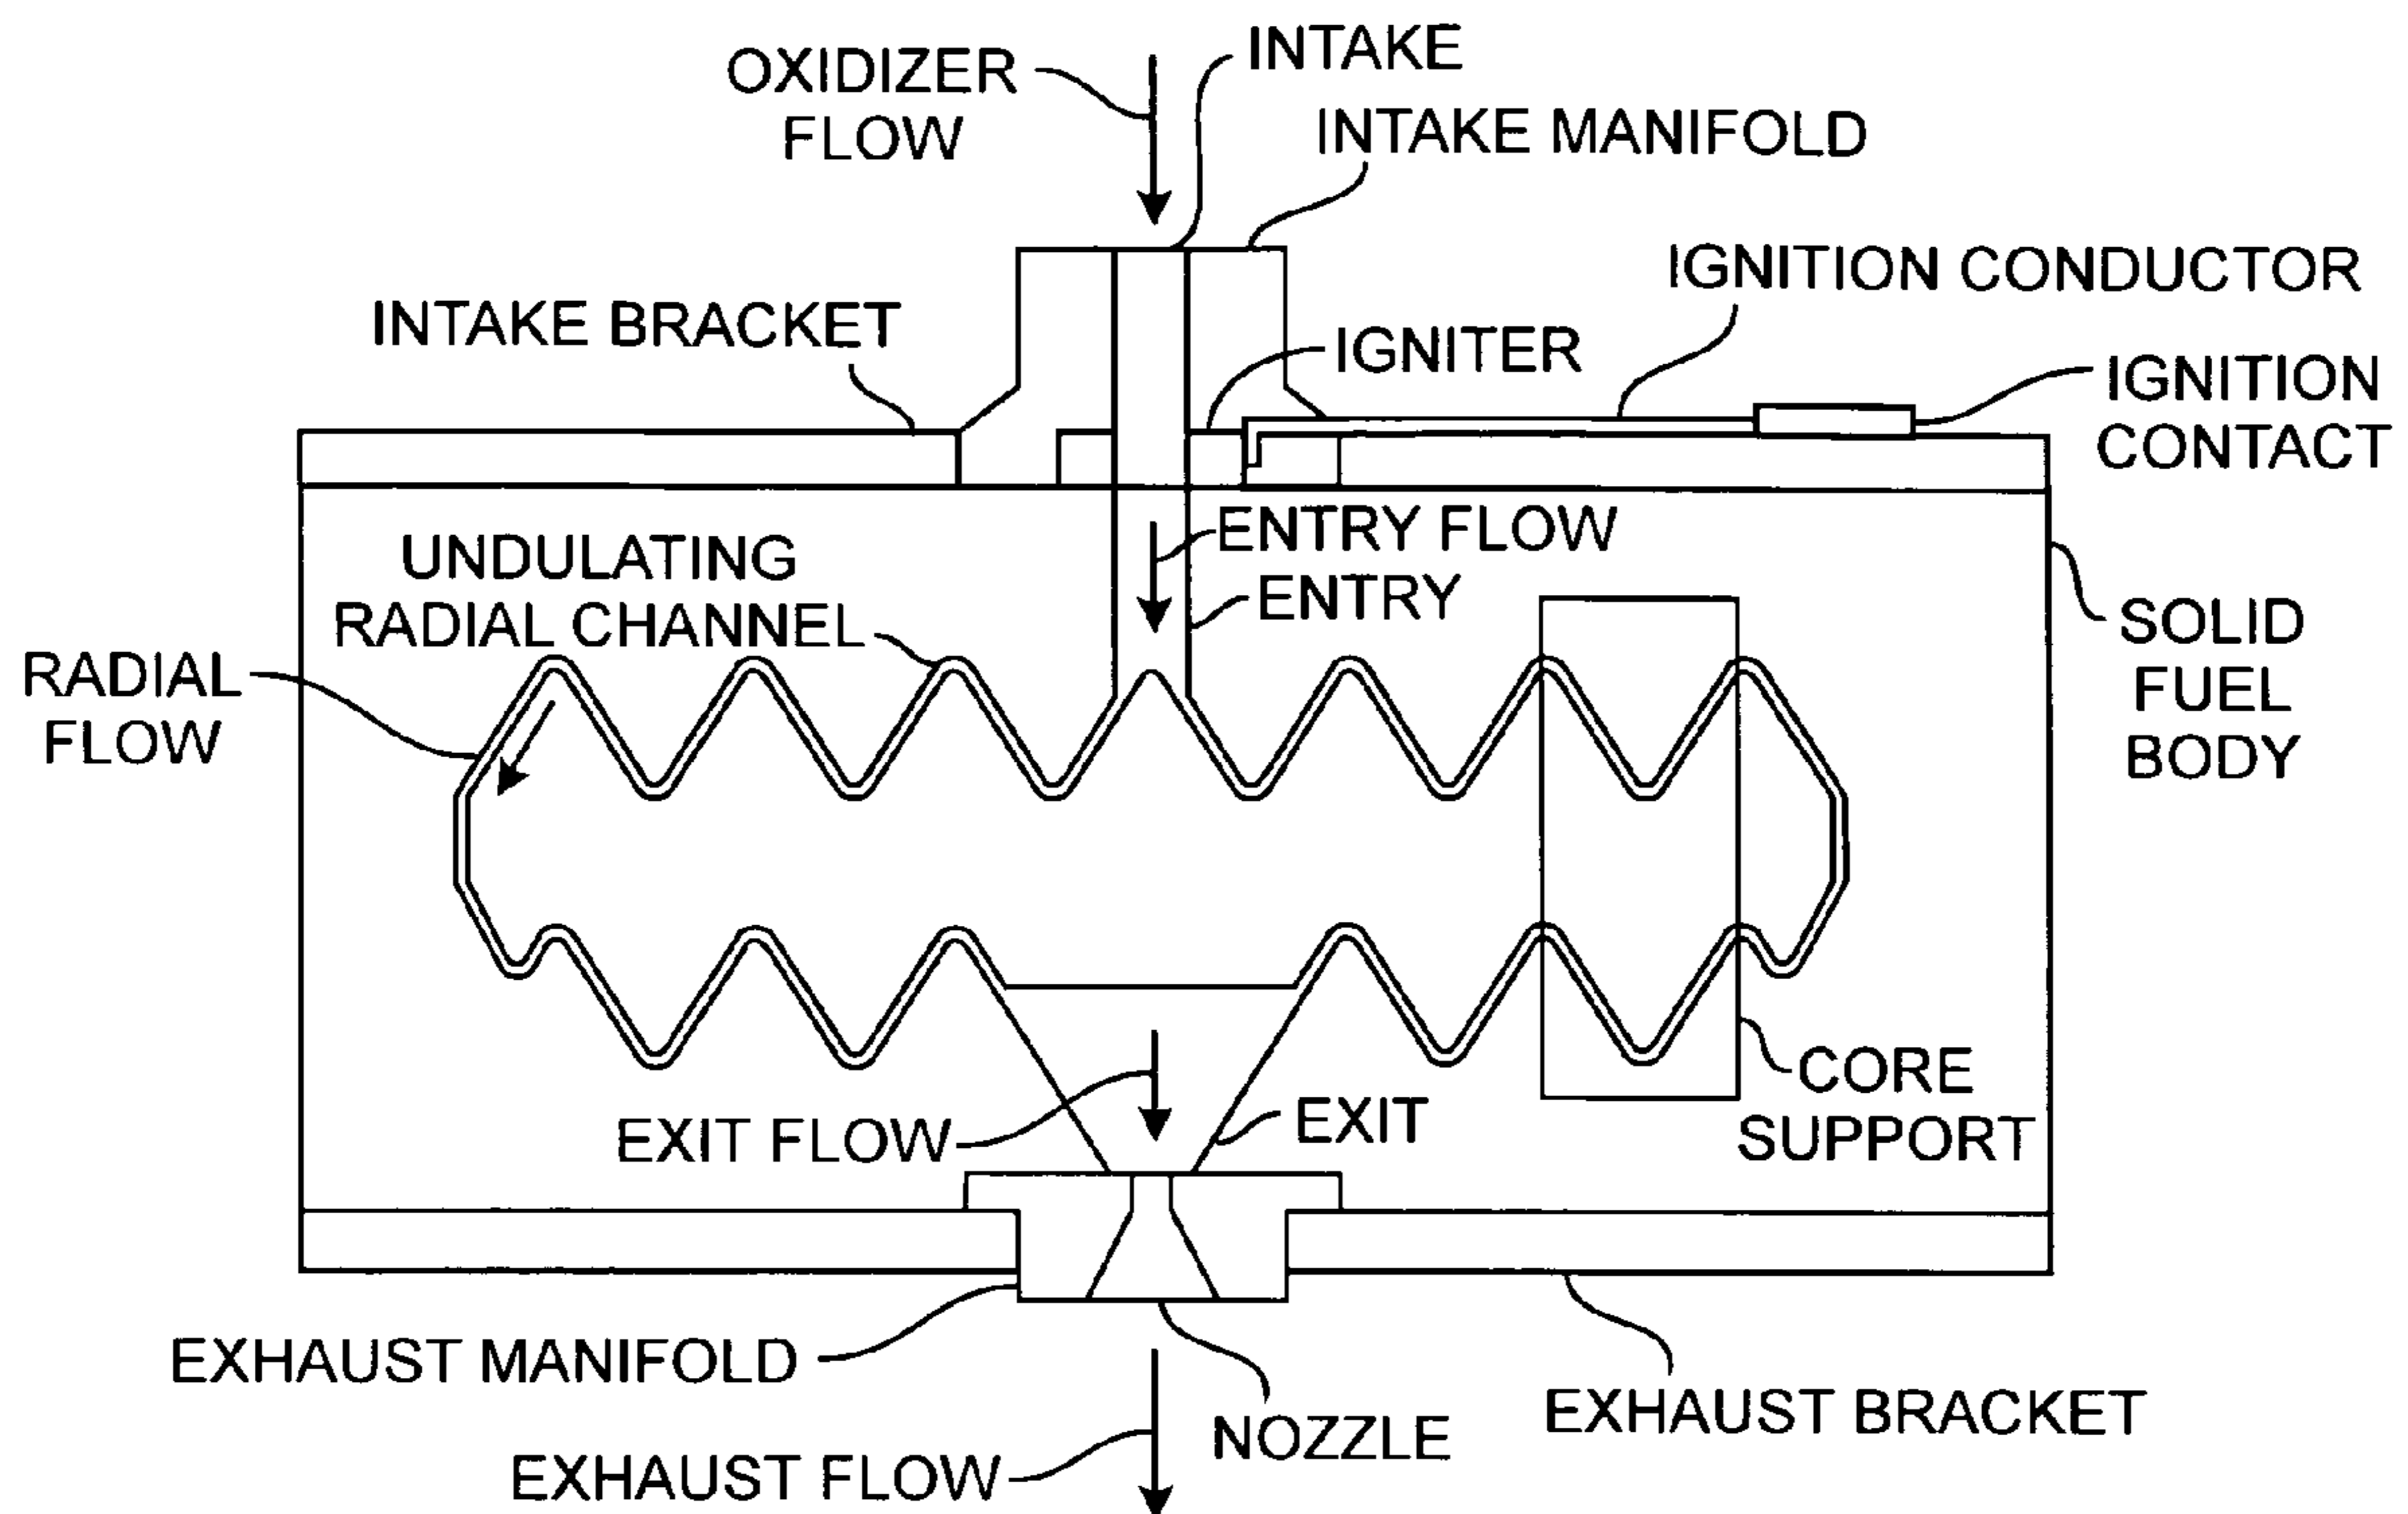 OXIDIZER
FLOW
INTAKE
INTAKE MANIFOLD
IGNITION CONDUCTOR
INTAKE BRACKET
IGNITER
IGNITION
CONTACT
ENTRY FLOW
ENTRY
UNDULATING
RADIAL CHANNEL
RADIAL
FLOW
SOLID
FUEL
BODY
CORE
SUPPORT
EXIT FLOW
EXIT
EXHAUST MANIFOLD
NOZZLE
EXHAUST BRACKET
EXHAUST FLOW